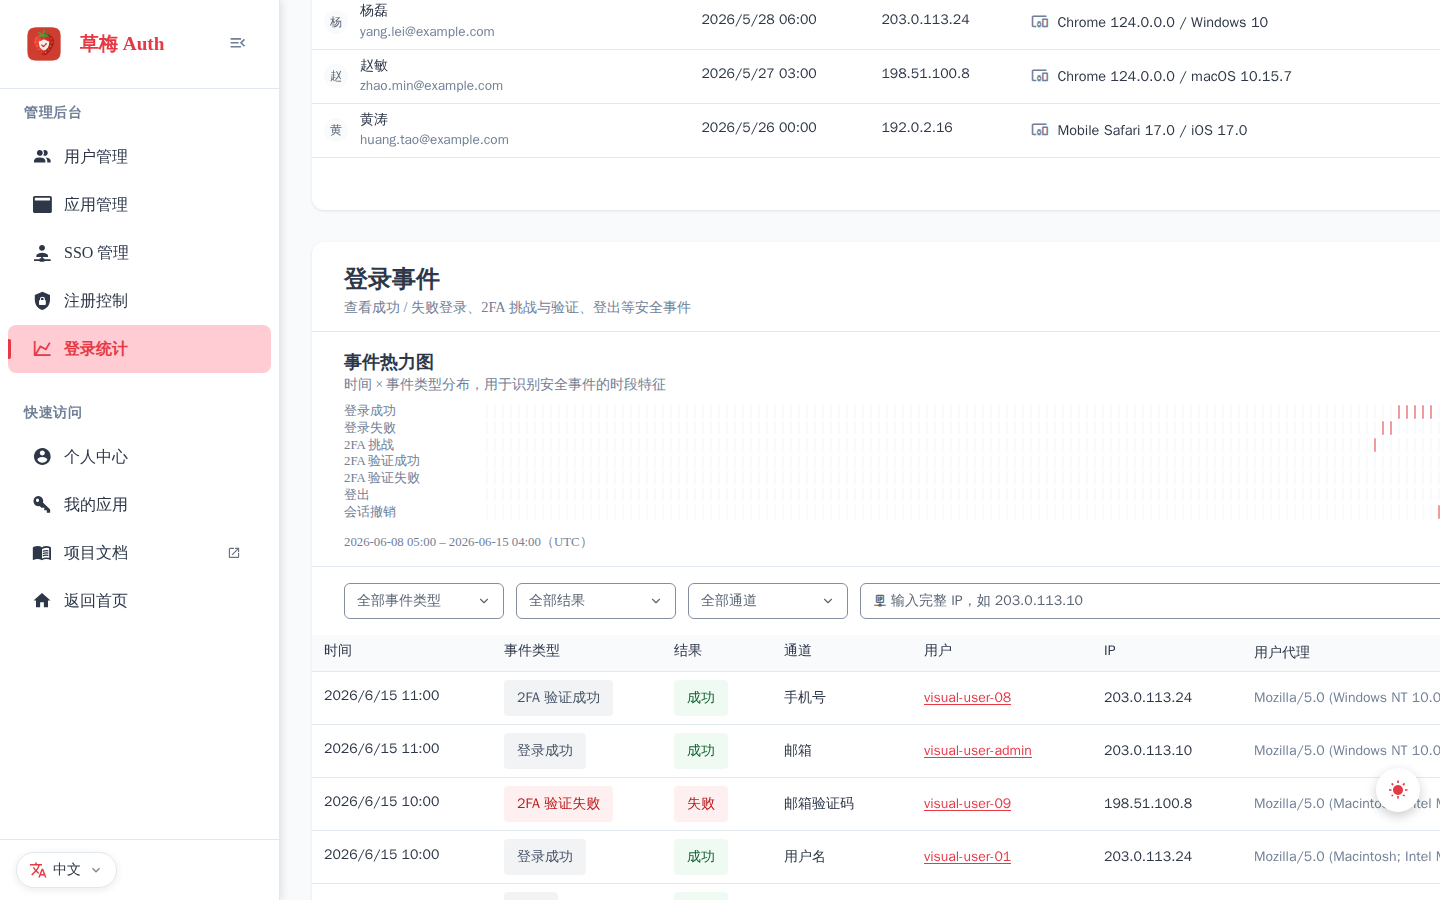 草梅 Auth
管理后台
用户管理
应用管理
SSO 管理
注册控制
登录统计
快速访问
个人中心
我的应用
项目文档
返回首页
中文
杨 杨磊 yang.lei@example.com 2026/5/28 06:00 203.0.113.24 Chrome 124.0.0.0 / Windows 10
赵 赵敏 zhao.min@example.com 2026/5/27 03:00 198.51.100.8 Chrome 124.0.0.0 / macOS 10.15.7
黄 黄涛 huang.tao@example.com 2026/5/26 00:00 192.0.2.16 Mobile Safari 17.0 / iOS 17.0
登录事件
查看成功 / 失败登录、2FA 挑战与验证、登出等安全事件
事件热力图
时间 × 事件类型分布，用于识别安全事件的时段特征
登录成功
登录失败
2FA 挑战
2FA 验证成功
2FA 验证失败
登出
会话撤销
2026-06-08 05:00 – 2026-06-15 04:00（UTC）
全部事件类型 全部结果 全部通道 输入完整 IP，如 203.0.113.10
时间 事件类型 结果 通道 用户 IP 用户代理
2026/6/15 11:00 2FA 验证成功 成功 手机号 visual-user-08 203.0.113.24 Mozilla/5.0 (Windows NT 10.0
2026/6/15 11:00 登录成功 成功 邮箱 visual-user-admin 203.0.113.10 Mozilla/5.0 (Windows NT 10.0
2026/6/15 10:00 2FA 验证失败 失败 邮箱验证码 visual-user-09 198.51.100.8 Mozilla/5.0 (Macinto
2026/6/15 10:00 登录成功 成功 用户名 visual-user-01 203.0.113.24 Mozilla/5.0 (Macintosh; Intel M